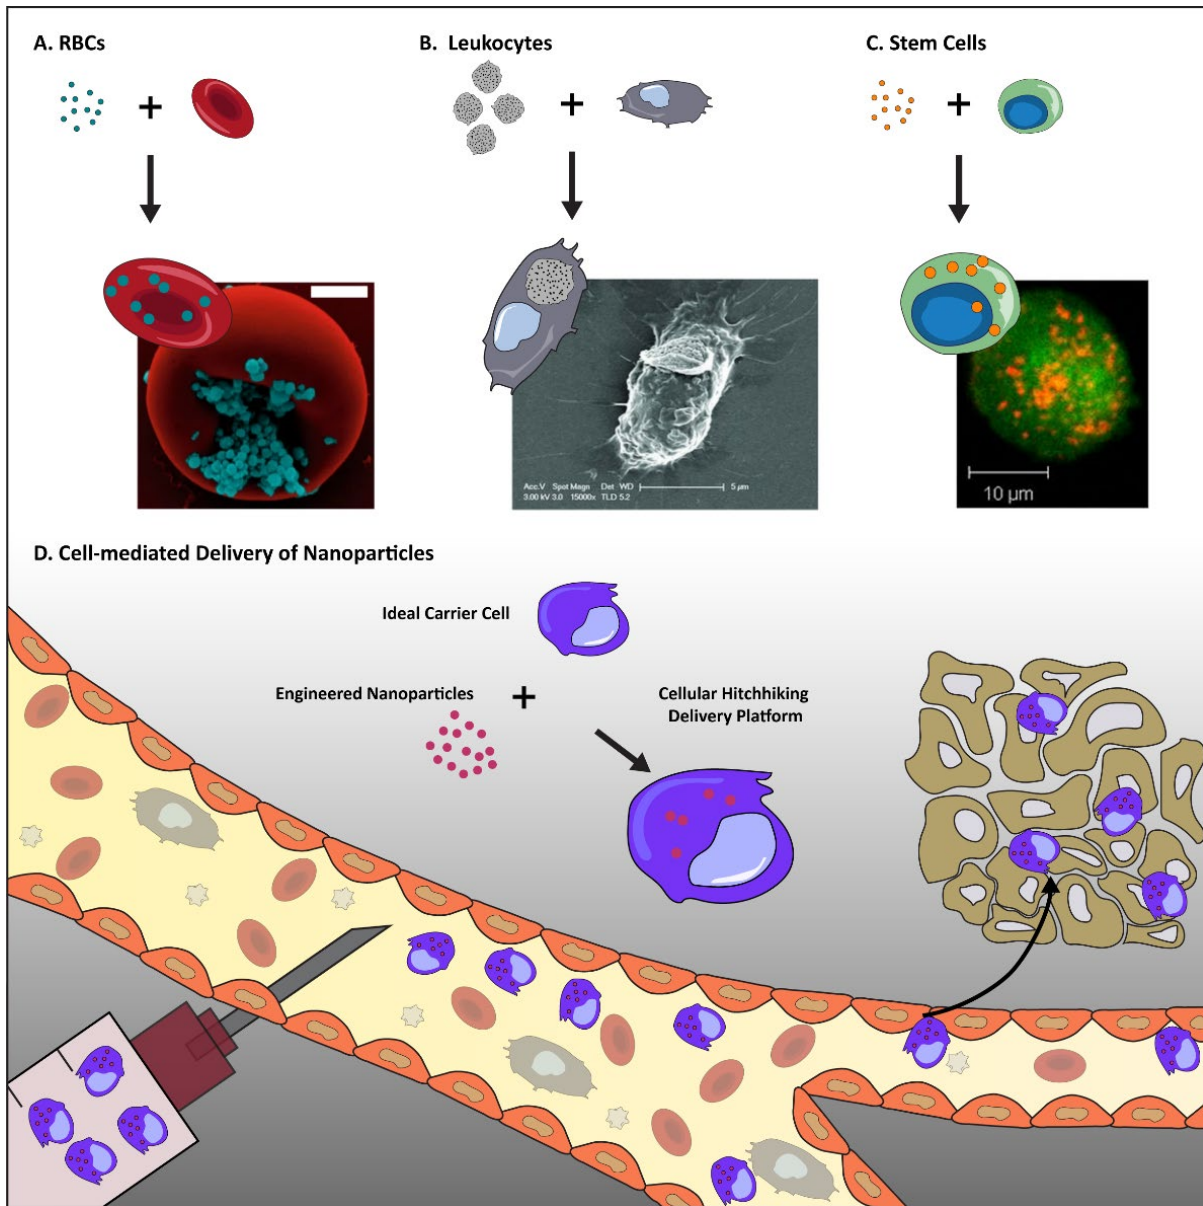 A. RBCs
B. Leukocytes
C. Stem Cells
+
+
+
Acc.V Spot Magn Det WD
3.00 kV 3.0 15000x TLD 5.2
5 µm
10 µm
D. Cell-mediated Delivery of Nanoparticles
Ideal Carrier Cell
Engineered Nanoparticles
+
Cellular Hitchhiking
Delivery Platform